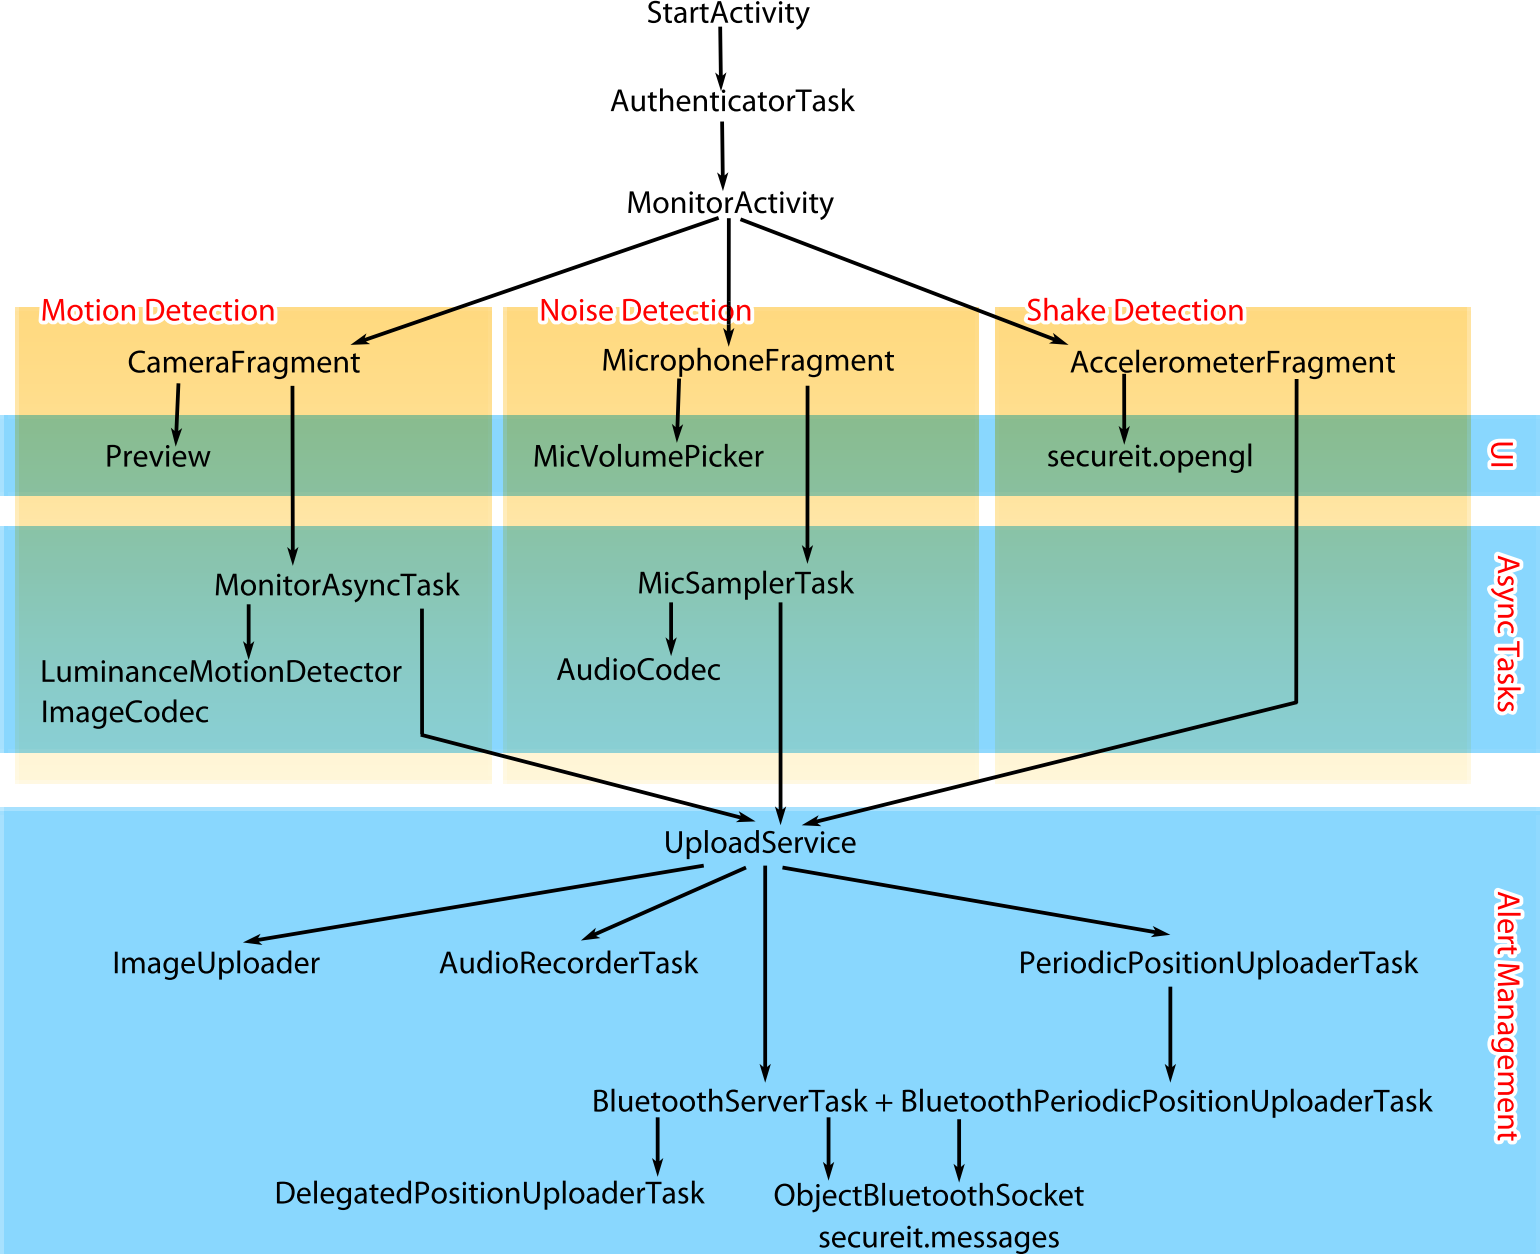 StartActivity
AuthenticatorTask
MonitorActivity
Motion Detection
Noise Detection
Shake Detection
CameraFragment
MicrophoneFragment
AccelerometerFragment
Preview
MicVolumePicker
secureit.opengl
UI
MonitorAsyncTask
MicSamplerTask
Async Tasks
LuminanceMotionDetector
ImageCodec
AudioCodec
UploadService
ImageUploader
AudioRecorderTask
PeriodicPositionUploaderTask
Alert Management
BluetoothServerTask + BluetoothPeriodicPositionUploaderTask
DelegatedPositionUploaderTask
ObjectBluetoothSocket
secureit.messages